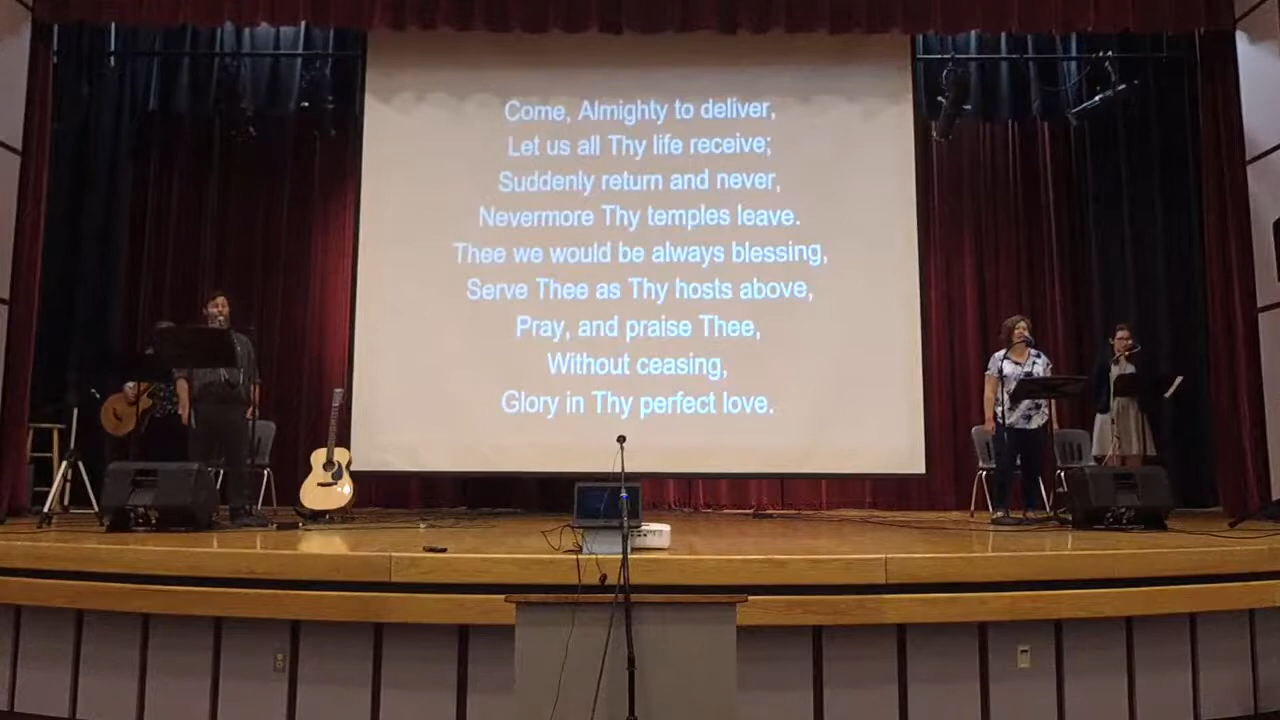 Come, Almighty to deliver,
Let us all Thy life receive;
Suddenly return and never,
Nevermore Thy temples leave.
Thee we would be always blessing,
Serve Thee as Thy hosts above,
Pray, and praise Thee,
Without ceasing,
Glory in Thy perfect love.